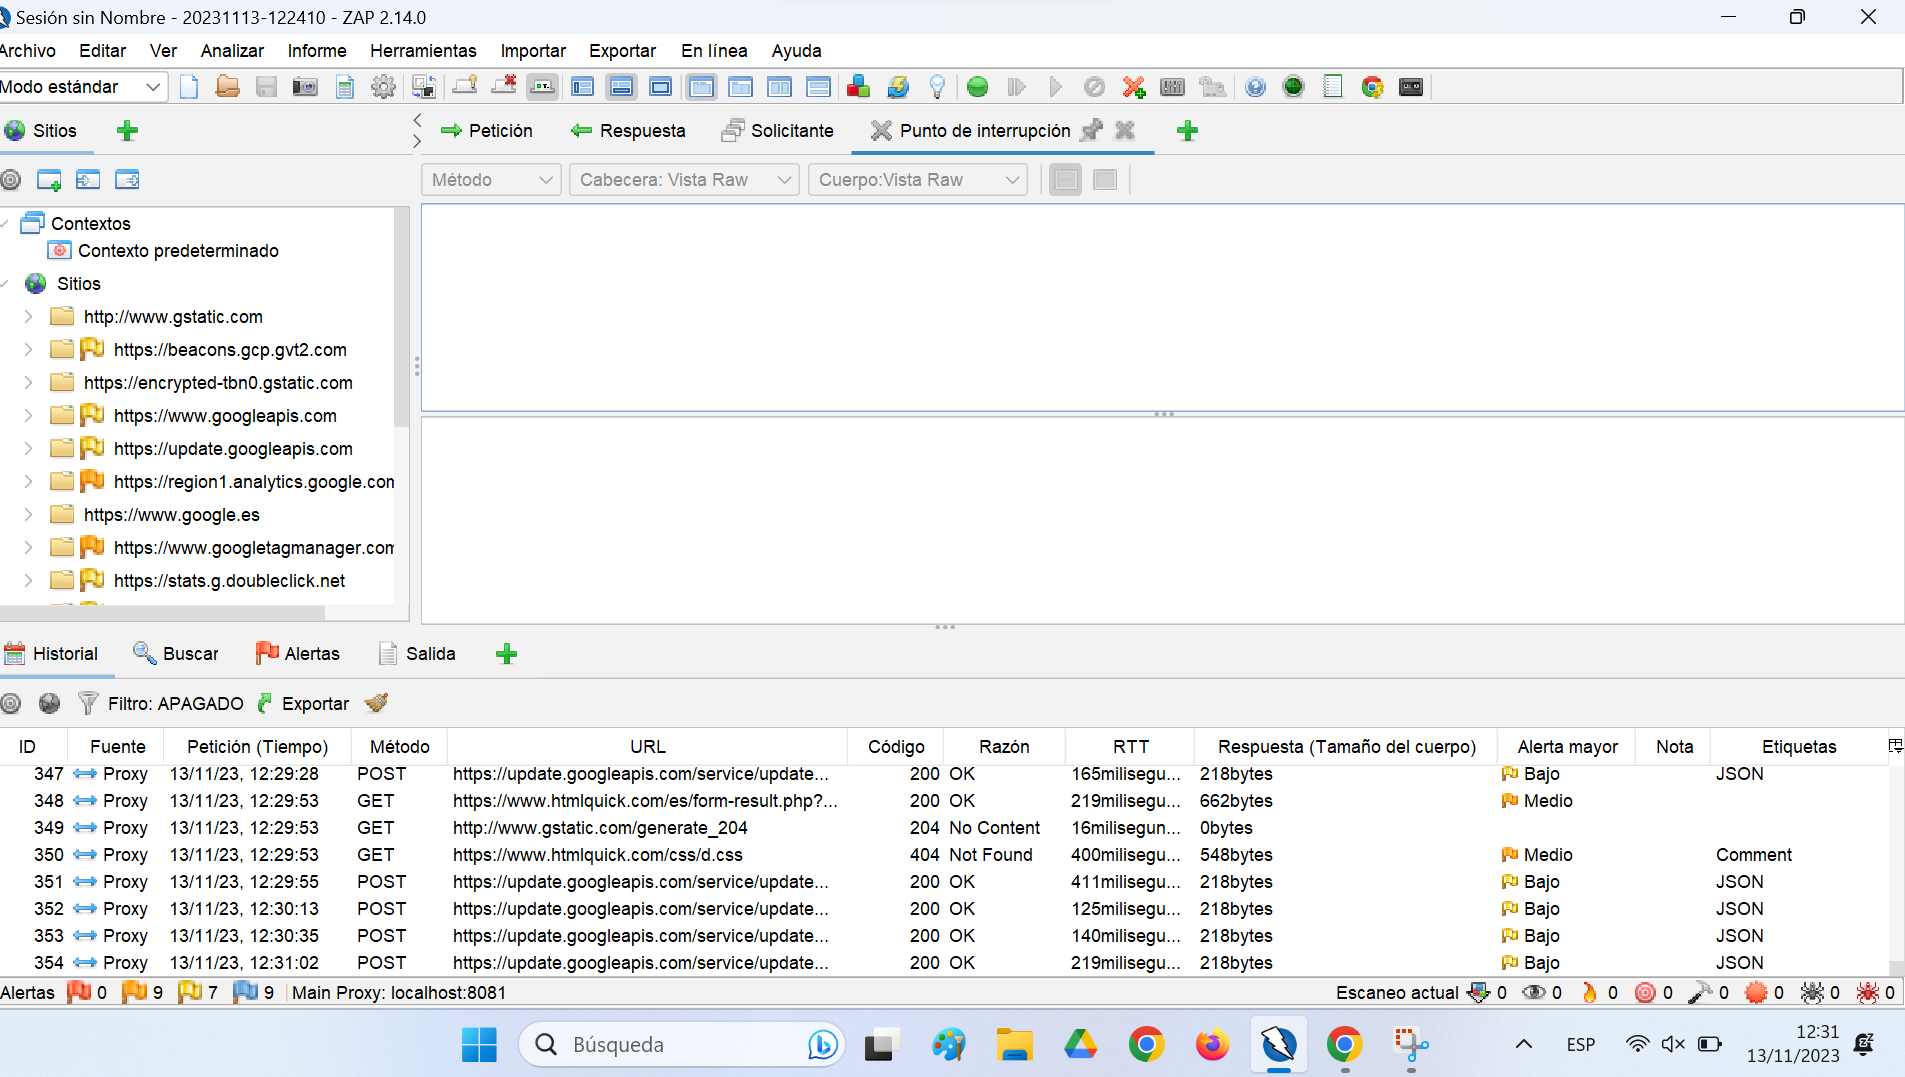 Sesión sin Nombre - 20231113-122410 - ZAP 2.14.0
Archivo Editar Ver Analizar Informe Herramientas Importar Exportar En línea Ayuda
Modo estándar
Sitios
Petición Respuesta Solicitante Punto de interrupción
Método Cabecera: Vista Raw Cuerpo:Vista Raw
Contextos
Contexto predeterminado
Sitios
http://www.gstatic.com
https://beacons.gcp.gvt2.com
https://encrypted-tbn0.gstatic.com
https://www.googleapis.com
https://update.googleapis.com
https://region1.analytics.google.com
https://www.google.es
https://www.googletagmanager.com
https://stats.g.doubleclick.net
Historial Buscar Alertas Salida
Filtro: APAGADO Exportar
ID Fuente Petición (Tiempo) Método URL Código Razón RTT Respuesta (Tamaño del cuerpo) Alerta mayor Nota Etiquetas
347 Proxy 13/11/23, 12:29:28 POST https://update.googleapis.com/service/update... 200 OK 165milisegu... 218bytes Bajo JSON
348 Proxy 13/11/23, 12:29:53 GET https://www.htmlquick.com/es/form-result.php?... 200 OK 219milisegu... 662bytes Medio
349 Proxy 13/11/23, 12:29:53 GET http://www.gstatic.com/generate_204 204 No Content 16milisegun... 0bytes
350 Proxy 13/11/23, 12:29:53 GET https://www.htmlquick.com/css/d.css 404 Not Found 400milisegu... 548bytes Medio Comment
351 Proxy 13/11/23, 12:29:55 POST https://update.googleapis.com/service/update... 200 OK 411milisegu... 218bytes Bajo JSON
352 Proxy 13/11/23, 12:30:13 POST https://update.googleapis.com/service/update... 200 OK 125milisegu... 218bytes Bajo JSON
353 Proxy 13/11/23, 12:30:35 POST https://update.googleapis.com/service/update... 200 OK 140milisegu... 218bytes Bajo JSON
354 Proxy 13/11/23, 12:31:02 POST https://update.googleapis.com/service/update... 200 OK 219milisegu... 218bytes Bajo JSON
Alertas 0 9 7 9 Main Proxy: localhost:8081 Escaneo actual 0 0 0 0 0 0 0 0
Búsqueda ESP 12:31
13/11/2023